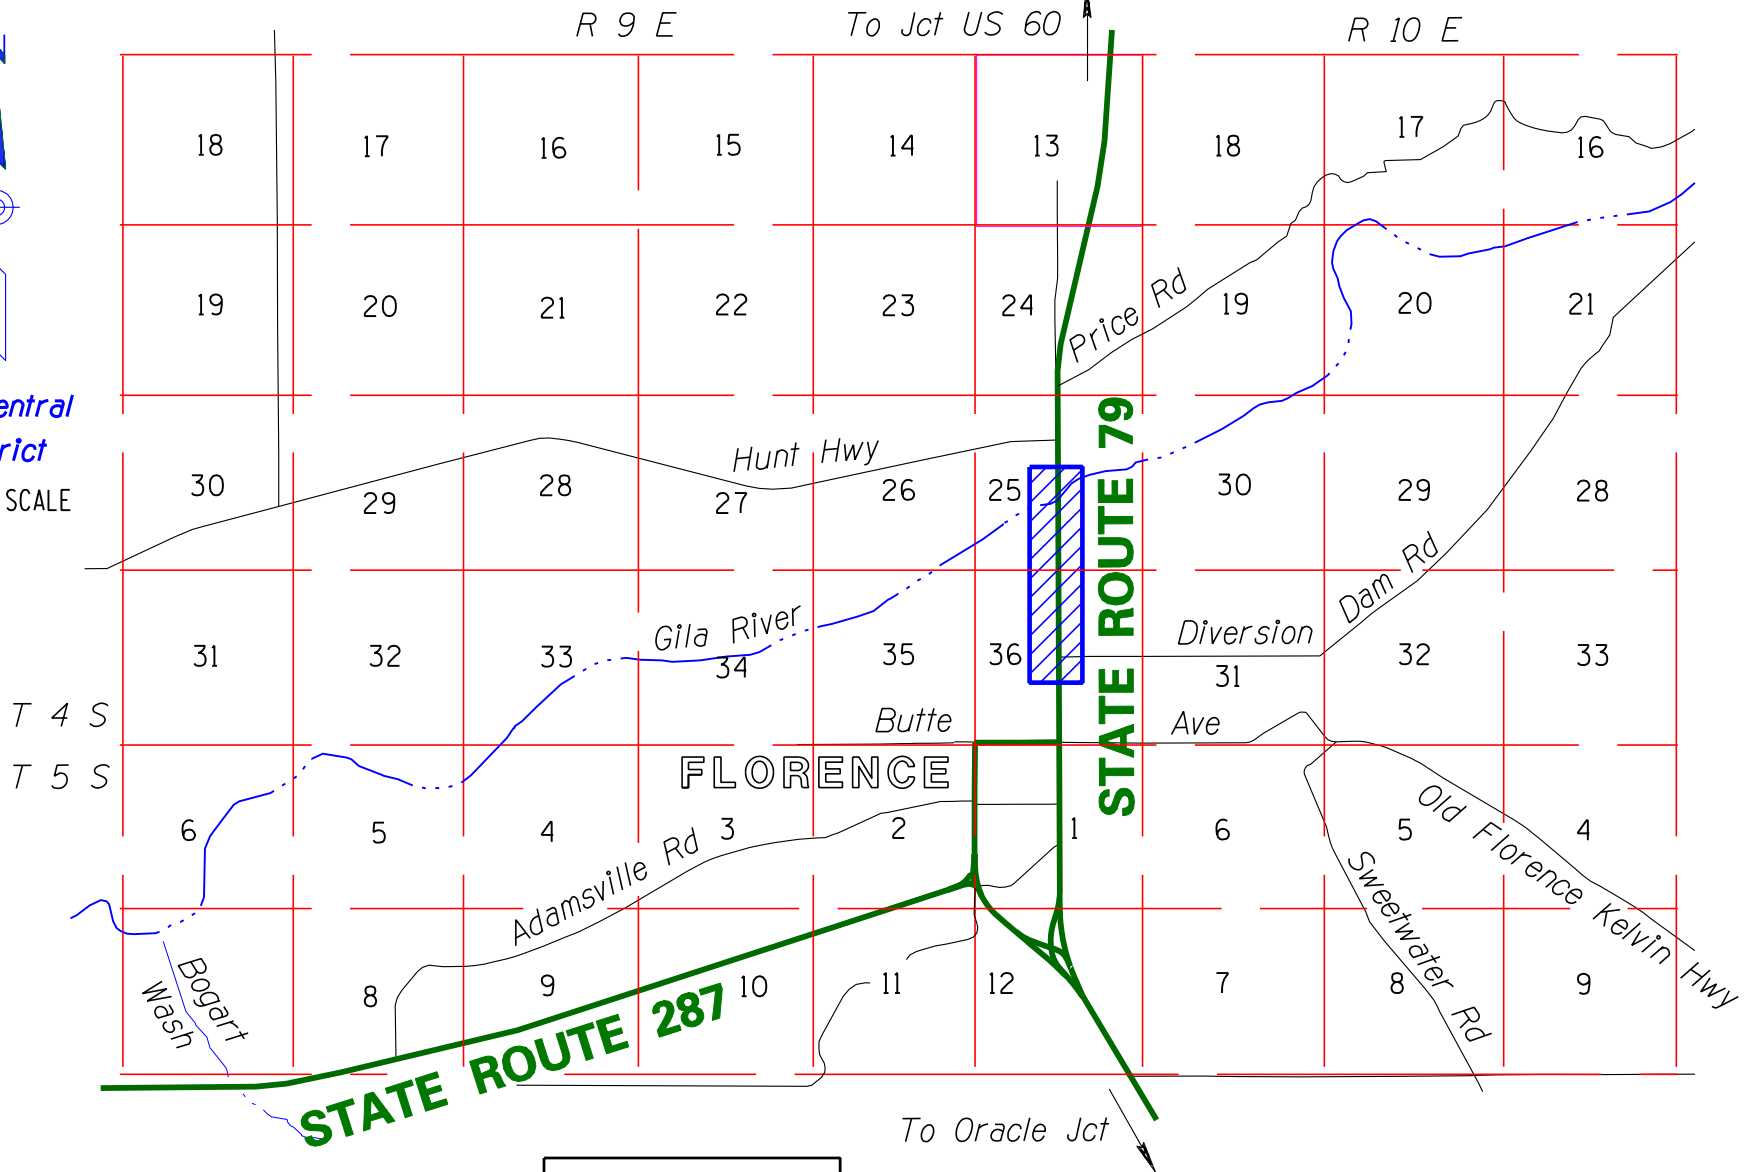 R 9 E To Jct US 60 R 10 E
18 17 16 15 14 13 18 17 16
19 20 21 22 23 24 19 20 21
Price Rd
entral
rict
SCALE
Hunt Hwy
STATE ROUTE 79
30 29 28 27 26 25 30 29 28
Dam Rd
Gila River
Diversion
31 32 33 34 35 36 31 32 33
T 4 S
Butte Ave
T 5 S
FLORENCE
6 5 4 3 2 1 6 5 4
Adamsville Rd
Old Florence Kelvin Hwy
Sweetwater Rd
Bogart
Wash
8 9 10 11 12 7 8 9
STATE ROUTE 287
To Oracle Jct